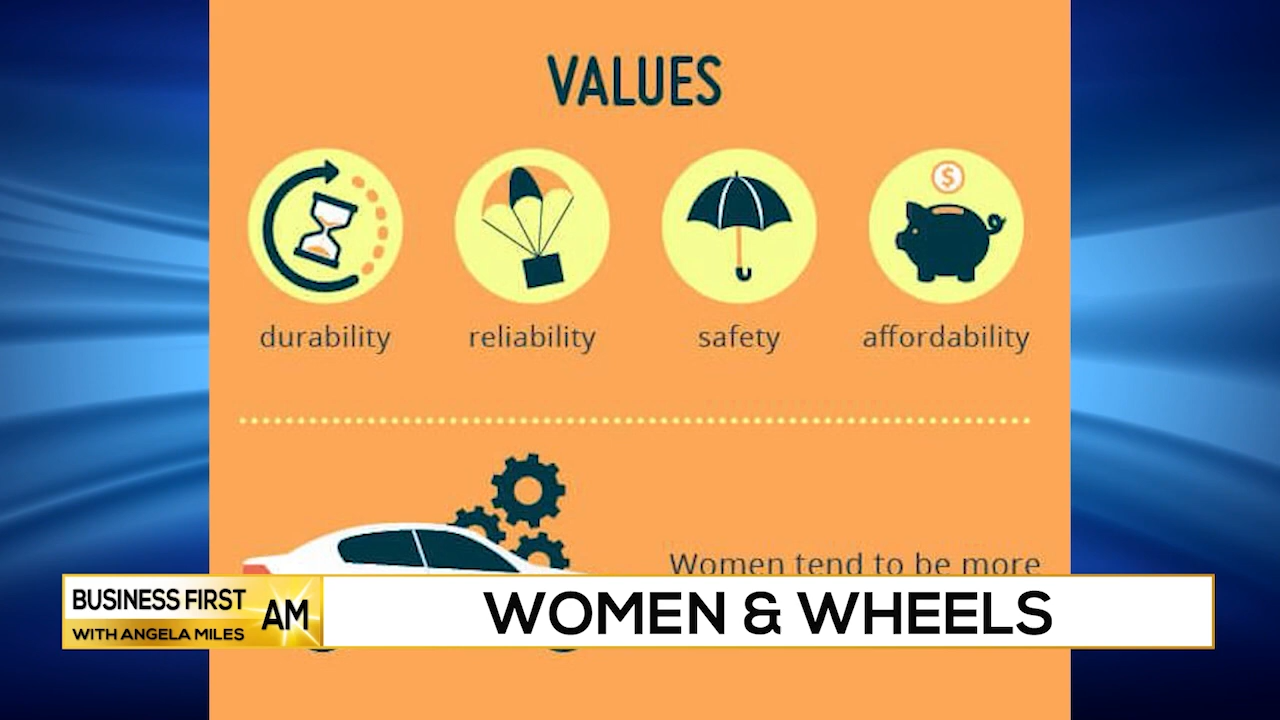 VALUES
$
durability
reliability
safety
affordability
Women tend to be more
BUSINESS FIRST
WITH ANGELA MILES
AM
WOMEN & WHEELS